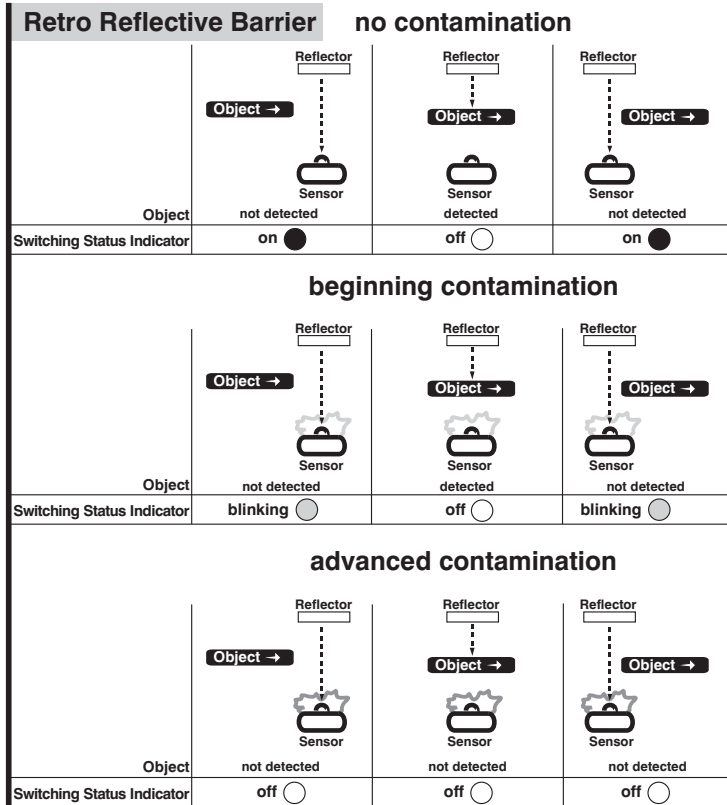 Retro Reflective Barrier no contamination
Reflector Reflector Reflector
Object → Object → Object →
Sensor Sensor Sensor
Object not detected detected not detected
Switching Status Indicator on off on
beginning contamination
Reflector Reflector Reflector
Object → Object → Object →
Sensor Sensor Sensor
Object not detected detected not detected
Switching Status Indicator blinking off blinking
advanced contamination
Reflector Reflector Reflector
Object → Object → Object →
Sensor Sensor Sensor
Object not detected not detected not detected
Switching Status Indicator off off off